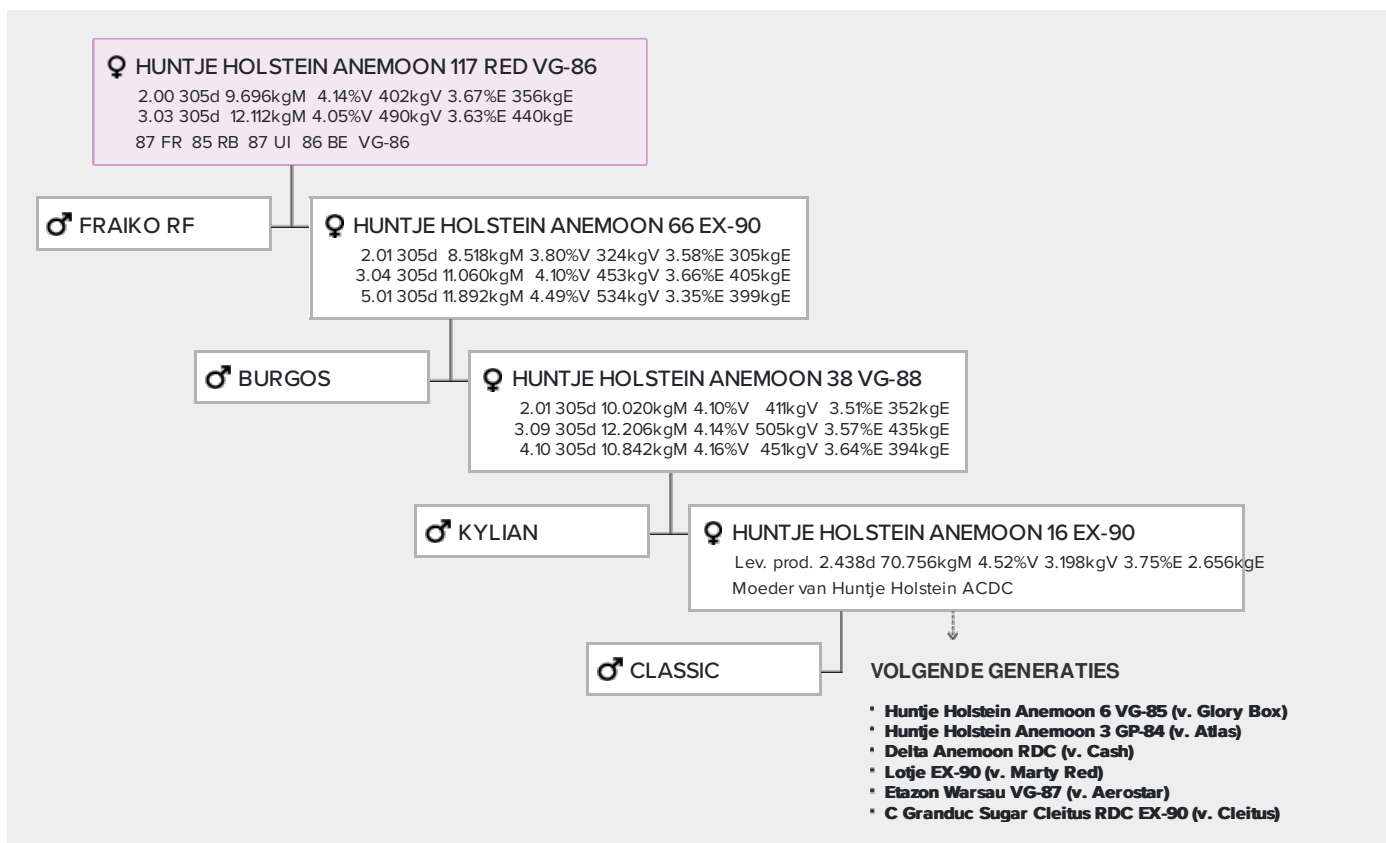 HUNTJE HOLSTEIN ANEMOON 117 RED VG-86
2.00 305d 9.696kgM 4.14%V 402kgV 3.67%E 356kgE
3.03 305d 12.112kgM 4.05%V 490kgV 3.63%E 440kgE
87 FR 85 RB 87 UI 86 BE VG-86
FRAIKO RF
HUNTJE HOLSTEIN ANEMOON 66 EX-90
2.01 305d 8.518kgM 3.80%V 324kgV 3.58%E 305kgE
3.04 305d 11.060kgM 4.10%V 453kgV 3.66%E 405kgE
5.01 305d 11.892kgM 4.49%V 534kgV 3.35%E 399kgE
BURGOS
HUNTJE HOLSTEIN ANEMOON 38 VG-88
2.01 305d 10.020kgM 4.10%V 411kgV 3.51%E 352kgE
3.09 305d 12.206kgM 4.14%V 505kgV 3.57%E 435kgE
4.10 305d 10.842kgM 4.16%V 451kgV 3.64%E 394kgE
KYLIAN
HUNTJE HOLSTEIN ANEMOON 16 EX-90
Lev. prod. 2.438d 70.756kgM 4.52%V 3.198kgV 3.75%E 2.656kgE
Moeder van Huntje Holstein ACDC
CLASSIC
VOLGENDE GENERATIES
· Huntje Holstein Anemoon 6 VG-85 (v. Glory Box)
· Huntje Holstein Anemoon 3 GP-84 (v. Atlas)
· Delta Anemoon RDC (v. Cash)
· Lotje EX-90 (v. Marty Red)
· Etazon Warsau VG-87 (v. Aerostar)
· C Granduc Sugar Cleitus RDC EX-90 (v. Cleitus)